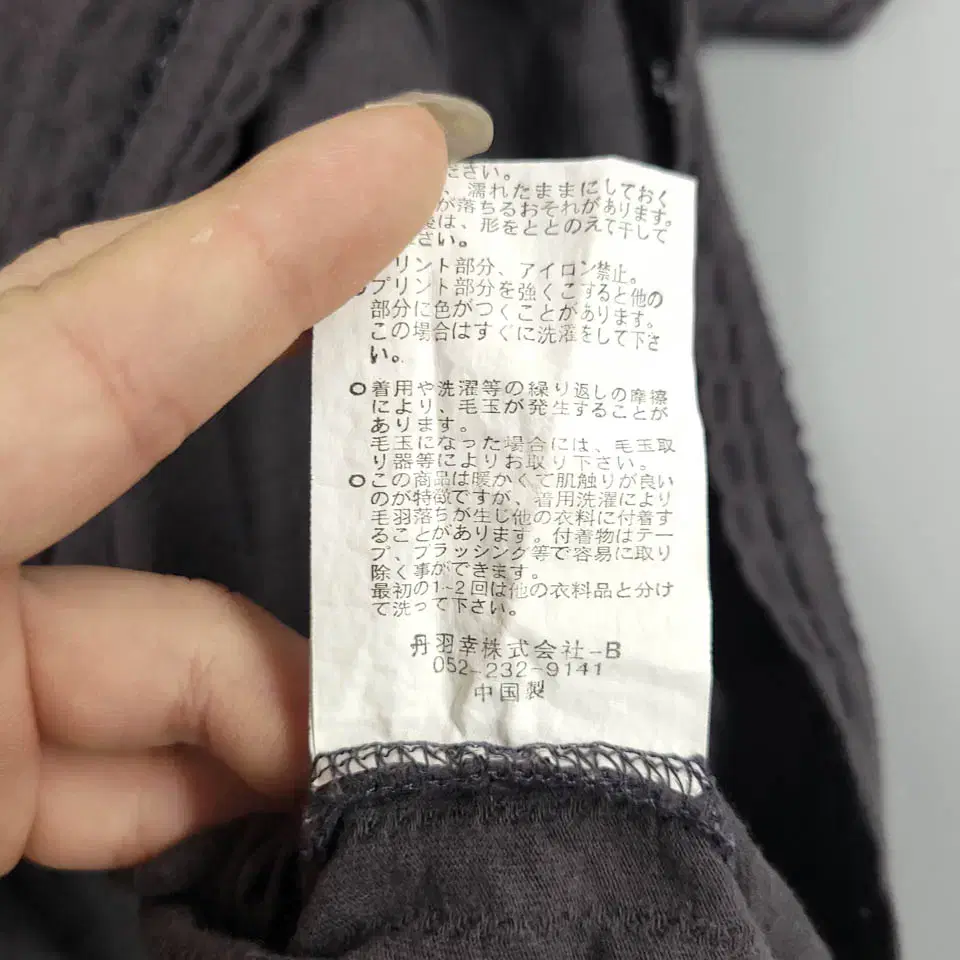 ださい。
、濡れたままにしておく
が落ちるおそれがあります。
後は、形をととのえて干して
ださい。
リント部分、アイロン禁止。
プリント部分を強くこすると他の
部分に色がつくことがあります。
この場合はすぐに洗濯をして下さ
い。
○着用や洗濯等の繰り返しの摩擦
により、毛玉が発生することが
あります。
毛玉になった場合には、毛玉取
り器等によりお取り下さい。
○この商品は暖かくて肌触りが良い
のが特徴ですが、着用洗濯により
毛羽落ちが生じ他の衣料に付着す
ることがあります。付着物はテー
プ、ブラッシング等で容易に取り
除く事ができます。
最初の1~2回は他の衣料品と分け
て洗って下さい。
丹羽幸株式会社-B
052-232-9141
中国製